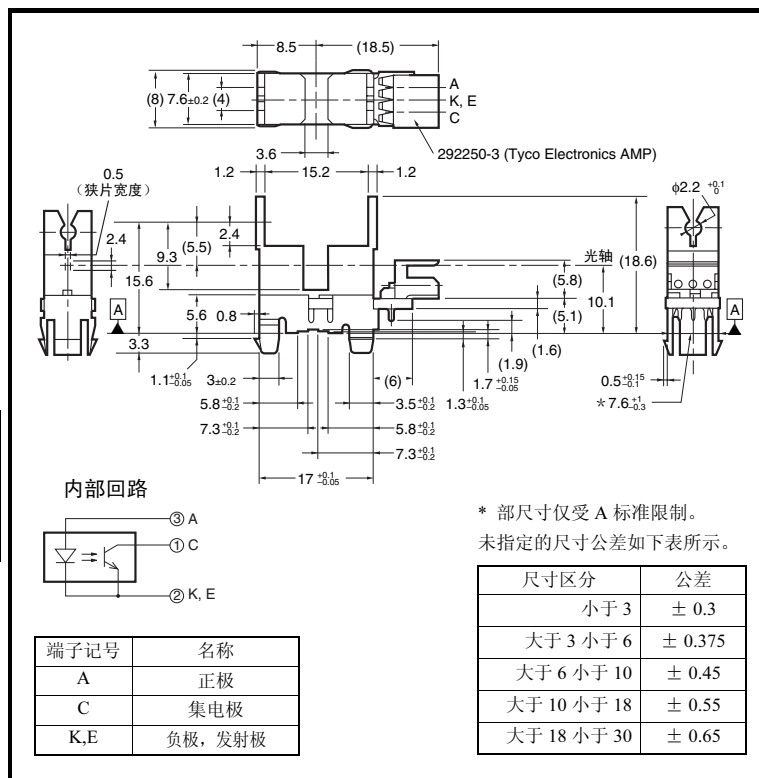 8.5 (18.5)
(8) 7.6±0.2 (4)
A
K, E
C
3.6
292250-3 (Tyco Electronics AMP)
0.5
（狭片宽度）
1.2 15.2 1.2
φ2.2 +0.1 0
2.4
15.6
(5.5)
9.3
2.4
光轴
(18.6)
(5.8)
10.1
A
5.6
0.8
(5.1)
A
3.3
1.1+0.1 -0.05
3±0.2
(6)
(1.9)
(1.6)
1.7+0.15 -0.05
1.3+0.1 -0.05
0.5+0.15 -0.1
*7.6+1 -0.3
5.8+0.1 -0.2
3.5+0.1 -0.2
7.3+0.1 -0.2
5.8+0.1 -0.2
7.3+0.1 -0.2
17+0.1 -0.05
内部回路
③ A
① C
② K, E
* 部尺寸仅受 A 标准限制。
未指定的尺寸公差如下表所示。
尺寸区分 公差
小于 3 ± 0.3
大于 3 小于 6 ± 0.375
大于 6 小于 10 ± 0.45
大于 10 小于 18 ± 0.55
大于 18 小于 30 ± 0.65
端子记号 名称
A 正极
C 集电极
K,E 负极，发射极